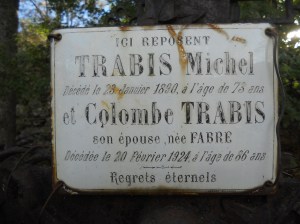 ICI REPOSENT
TRABIS Michel
Décédé le 28 Janvier 1890, à l'âge de 78 ans
et Colombe TRABIS
son épouse, née FABRE
Décédée le 20 Février 1924, à l'âge de 86 ans
Regrets éternels